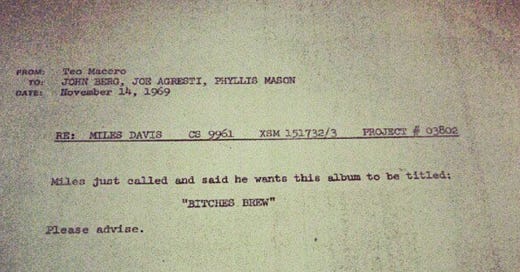 FROM: Teo Macero
TO: JOHN BERG, JOE AGRESTI, PHYLLIS MASON
DATE: November 14, 1969
RE: MILES DAVIS CS 9961 XSM 151732/3 PROJECT # 03802
Miles just called and said he wants this album to be titled:
"BITCHES BREW"
Please advise.